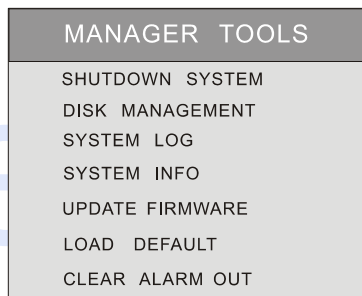 MANAGER TOOLS
SHUTDOWN SYSTEM
DISK MANAGEMENT
SYSTEM LOG
SYSTEM INFO
UPDATE FIRMWARE
LOAD DEFAULT
CLEAR ALARM OUT